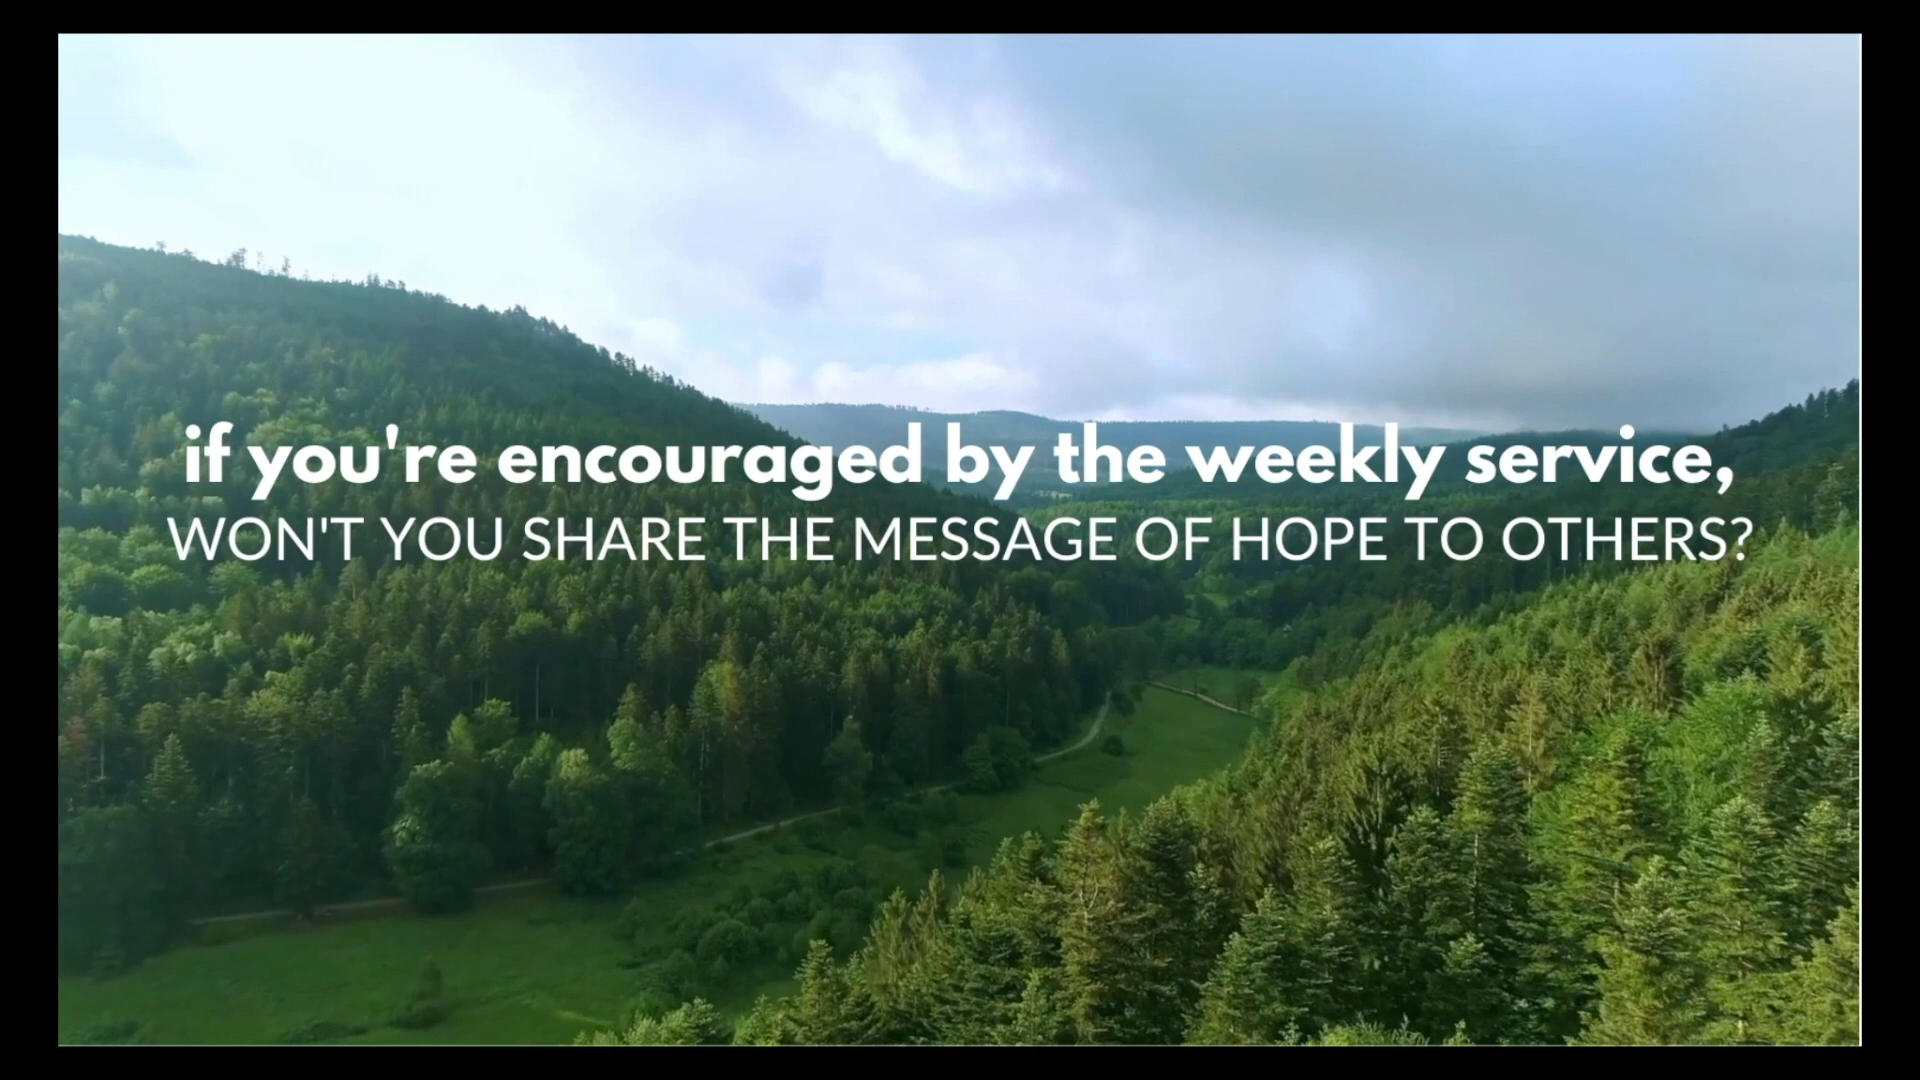 if you're encouraged by the weekly service,
WON'T YOU SHARE THE MESSAGE OF HOPE TO OTHERS?